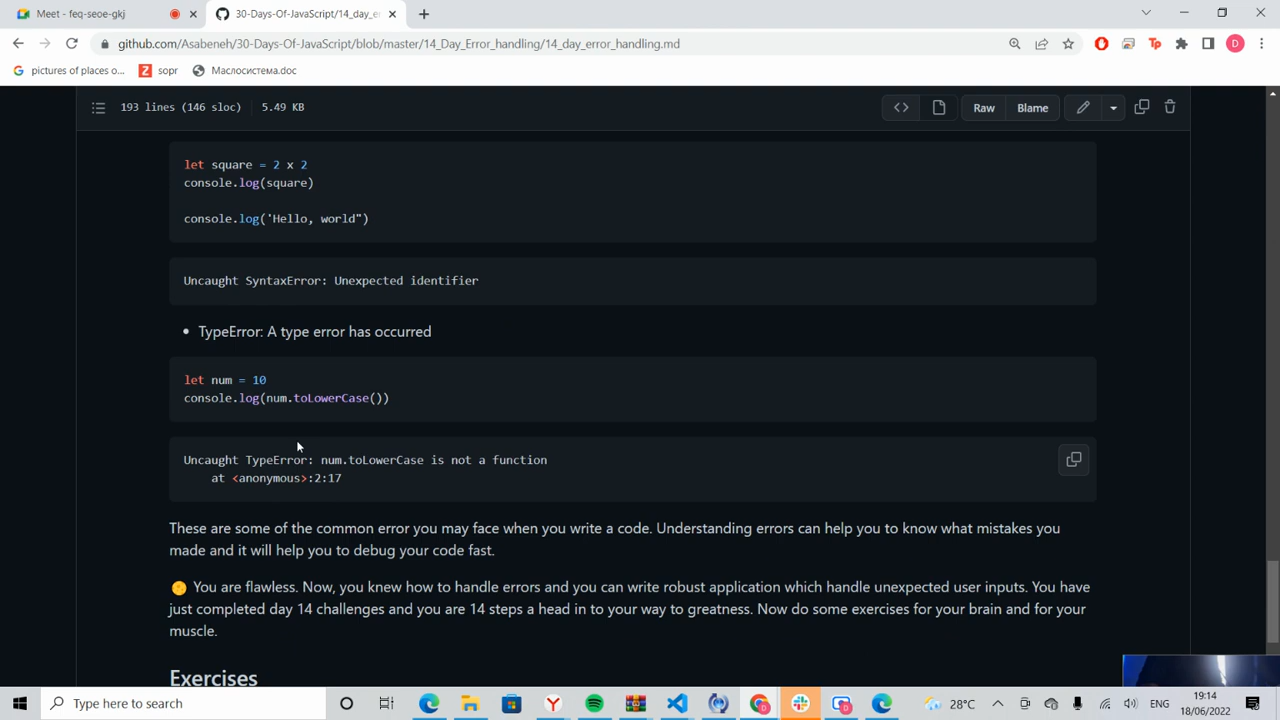 Meet - feq-seoe-gkj
30-Days-Of-JavaScript/14_day_e
github.com/Asabeneh/30-Days-Of-JavaScript/blob/master/14_Day_Error_handling/14_day_error_handling.md
pictures of places o...
sopr
Маслосистема.doc
193 lines (146 sloc)
5.49 KB
Raw
Blame
let square = 2 x 2
console.log(square)
console.log('Hello, world")
Uncaught SyntaxError: Unexpected identifier
• TypeError: A type error has occurred
let num = 10
console.log(num.toLowerCase())
Uncaught TypeError: num.toLowerCase is not a function
at <anonymous>:2:17
These are some of the common error you may face when you write a code. Understanding errors can help you to know what mistakes you
made and it will help you to debug your code fast.
You are flawless. Now, you knew how to handle errors and you can write robust application which handle unexpected user inputs. You have
just completed day 14 challenges and you are 14 steps a head in to your way to greatness. Now do some exercises for your brain and for your
muscle.
Exercises
Type here to search
28°C
ENG
19:14
18/06/2022